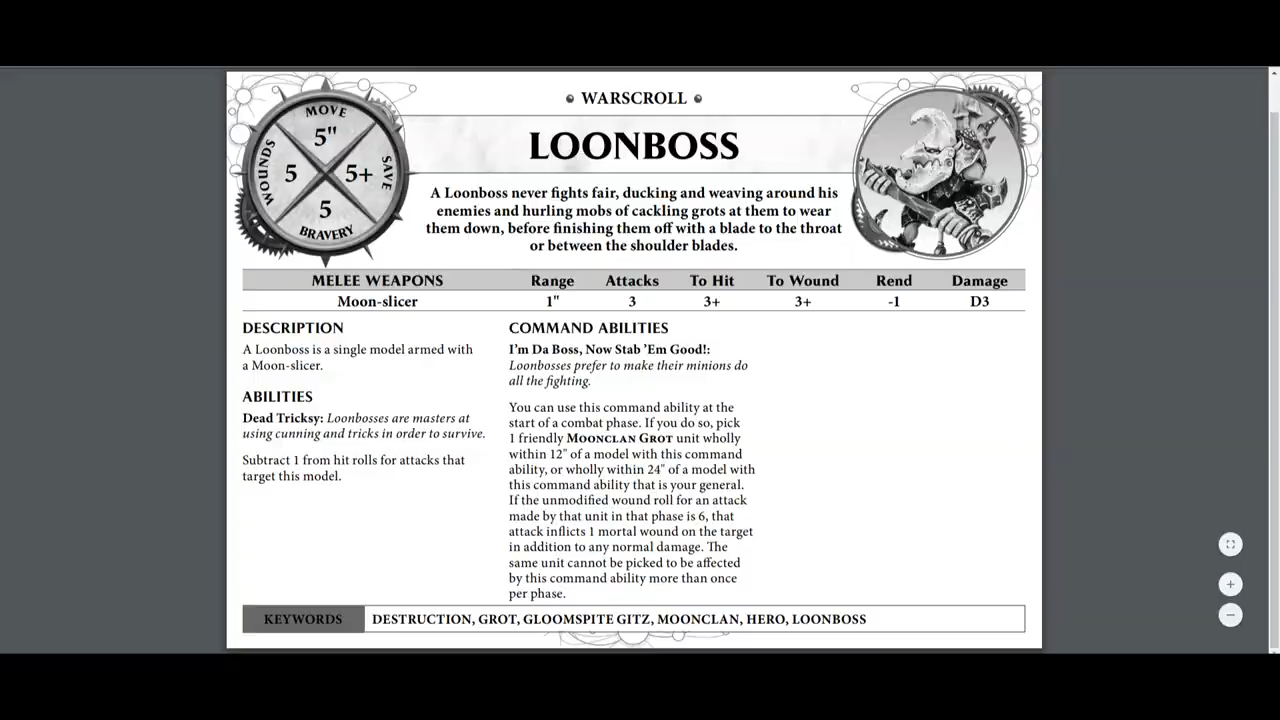 WARSCROLL
LOONBOSS
MOVE
5"
WOUNDS
5
5+
SAVE
5
BRAVERY
A Loonboss never fights fair, ducking and weaving around his
enemies and hurling mobs of cackling grots at them to wear
them down, before finishing them off with a blade to the throat
or between the shoulder blades.
MELEE WEAPONS Range Attacks To Hit To Wound Rend Damage
Moon-slicer 1" 3 3+ 3+ -1 D3
DESCRIPTION
A Loonboss is a single model armed with
a Moon-slicer.
ABILITIES
Dead Tricksy: Loonbosses are masters at
using cunning and tricks in order to survive.
Subtract 1 from hit rolls for attacks that
target this model.
COMMAND ABILITIES
I’m Da Boss, Now Stab ’Em Good!:
Loonbosses prefer to make their minions do
all the fighting.
You can use this command ability at the
start of a combat phase. If you do so, pick
1 friendly MOONCLAN GROT unit wholly
within 12" of a model with this command
ability, or wholly within 24" of a model with
this command ability that is your general.
If the unmodified wound roll for an attack
made by that unit in that phase is 6, that
attack inflicts 1 mortal wound on the target
in addition to any normal damage. The
same unit cannot be picked to be affected
by this command ability more than once
per phase.
KEYWORDS DESTRUCTION, GROT, GLOOMSPITE GITZ, MOONCLAN, HERO, LOONBOSS